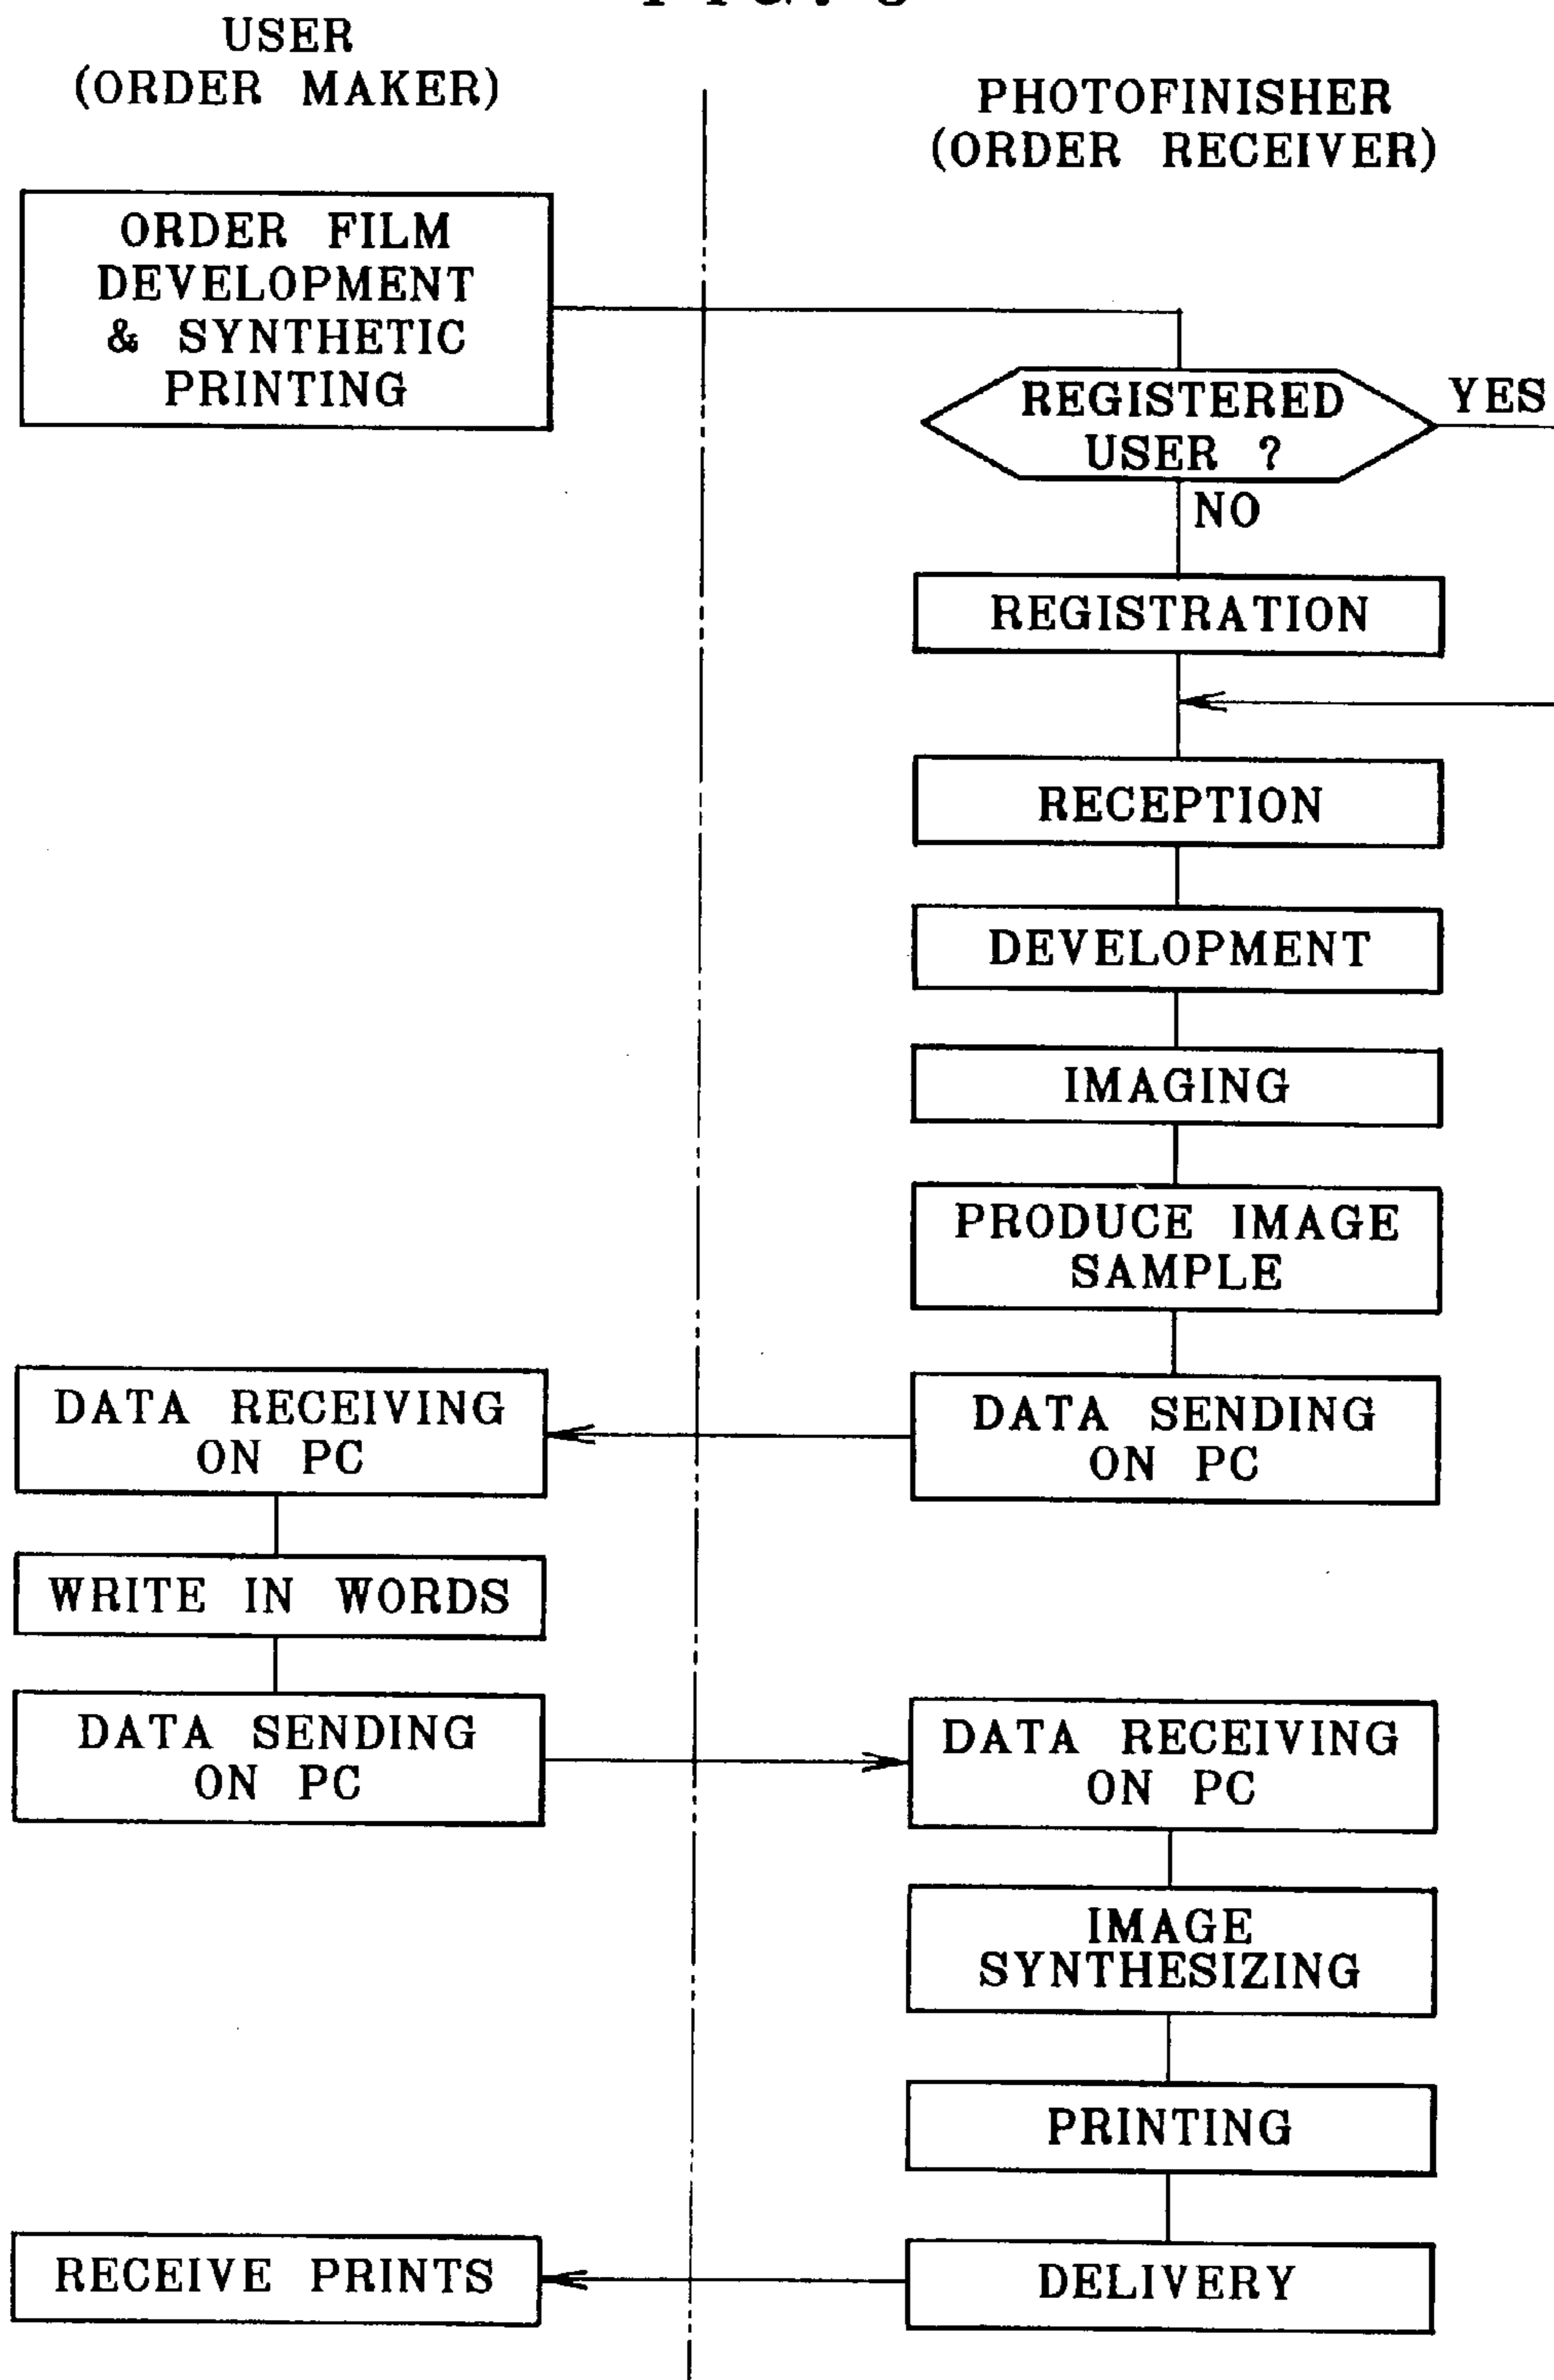 USER
(ORDER MAKER)
PHOTOFINISHER
(ORDER RECEIVER)
ORDER FILM
DEVELOPMENT
& SYNTHETIC
PRINTING
REGISTERED
USER ?
YES
NO
REGISTRATION
RECEPTION
DEVELOPMENT
IMAGING
PRODUCE IMAGE
SAMPLE
DATA RECEIVING
ON PC
DATA SENDING
ON PC
WRITE IN WORDS
DATA SENDING
ON PC
DATA RECEIVING
ON PC
IMAGE
SYNTHESIZING
PRINTING
RECEIVE PRINTS
DELIVERY